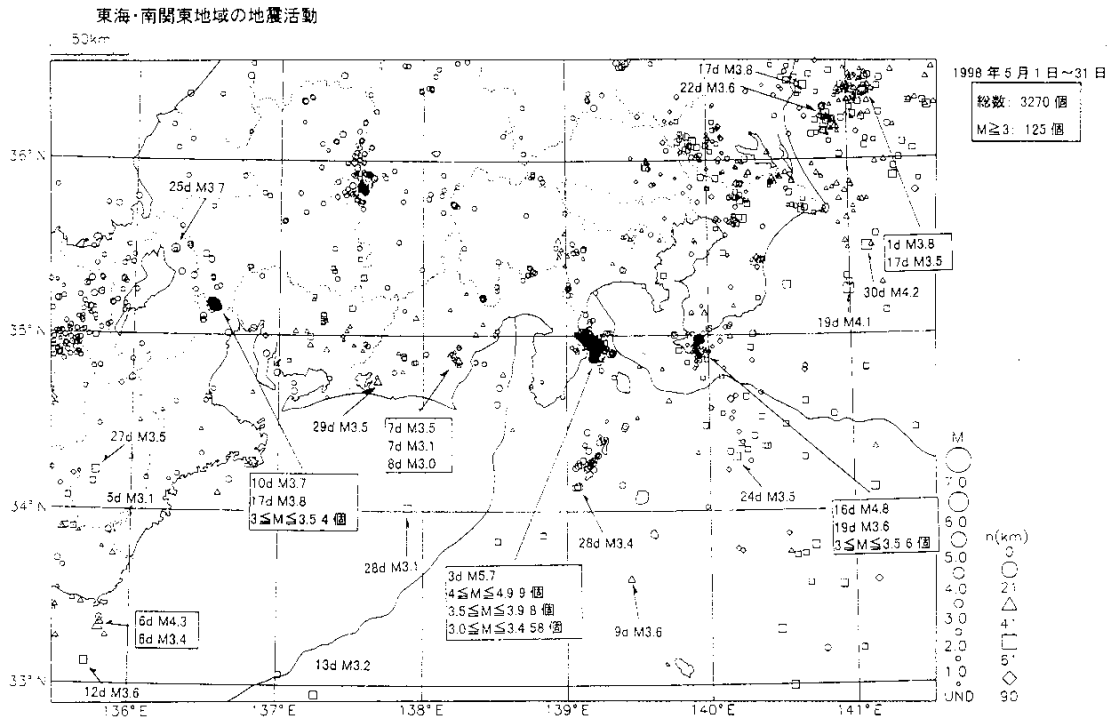 東海・南関東地域の地震活動
50km
1998年5月1日～31日
総数: 3270 個
M≧3: 125 個
17d M3.8
22d M3.6
36°N
25d M3.7
1d M3.8
17d M3.5
30d M4.2
19d M4.1
35°N
29d M3.5
7d M3.5
7d M3.1
8d M3.0
27d M3.5
5d M3.1
10d M3.7
17d M3.8
3≦M≦3.5 4 個
24d M3.5
16d M4.8
19d M3.6
3≦M≦3.5 6 個
34°N
28d M3.4
28d M3.1
3d M5.7
4≦M≦4.9 9 個
3.5≦M≦3.9 8 個
3.0≦M≦3.4 58 個
9d M3.6
6d M4.3
6d M3.4
13d M3.2
12d M3.6
33°N
136°E
137°E
138°E
139°E
140°E
141°E
M
7.0
6.0
5.0
4.0
3.0
2.0
1.0
UND
h(km)
0
21
41
51
90